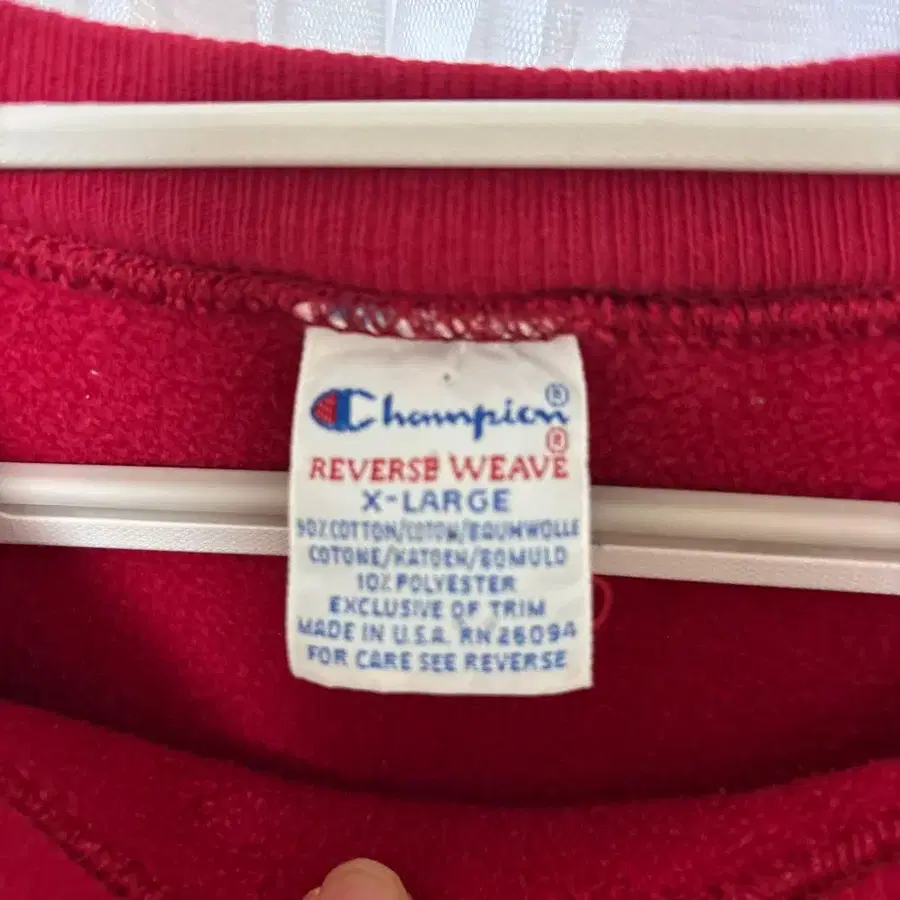 Champion®
REVERSE WEAVE®
X-LARGE
90% COTTON/COTON/BAUMWOLLE
COTONE/KATOEN/BOMULD
10% POLYESTER
EXCLUSIVE OF TRIM
MADE IN U.S.A. RN 26094
FOR CARE SEE REVERSE